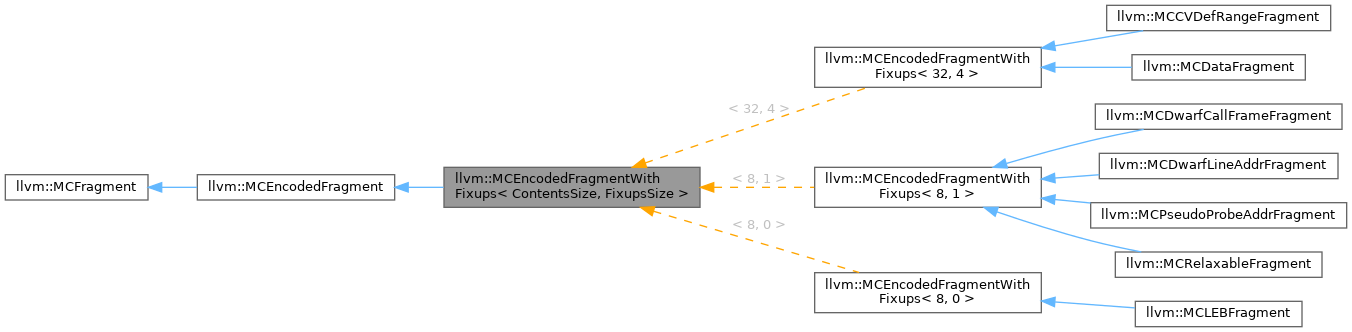 llvm::MCFragment
llvm::MCEncodedFragment
llvm::MCEncodedFragmentWith
Fixups< ContentsSize, FixupsSize >
< 32, 4 >
< 8, 1 >
< 8, 0 >
llvm::MCEncodedFragmentWith
Fixups< 32, 4 >
llvm::MCEncodedFragmentWith
Fixups< 8, 1 >
llvm::MCEncodedFragmentWith
Fixups< 8, 0 >
llvm::MCCVDefRangeFragment
llvm::MCDataFragment
llvm::MCDwarfCallFrameFragment
llvm::MCDwarfLineAddrFragment
llvm::MCPseudoProbeAddrFragment
llvm::MCRelaxableFragment
llvm::MCLEBFragment